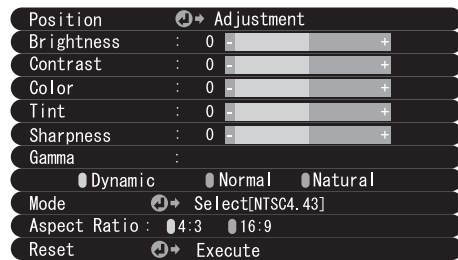 Position Adjustment
Brightness : 0 - +
Contrast : 0 - +
Color : 0 - +
Tint : 0 - +
Sharpness : 0 - +
Gamma :
Dynamic Normal Natural
Mode Select[NTSC4.43]
Aspect Ratio : 4:3 16:9
Reset Execute